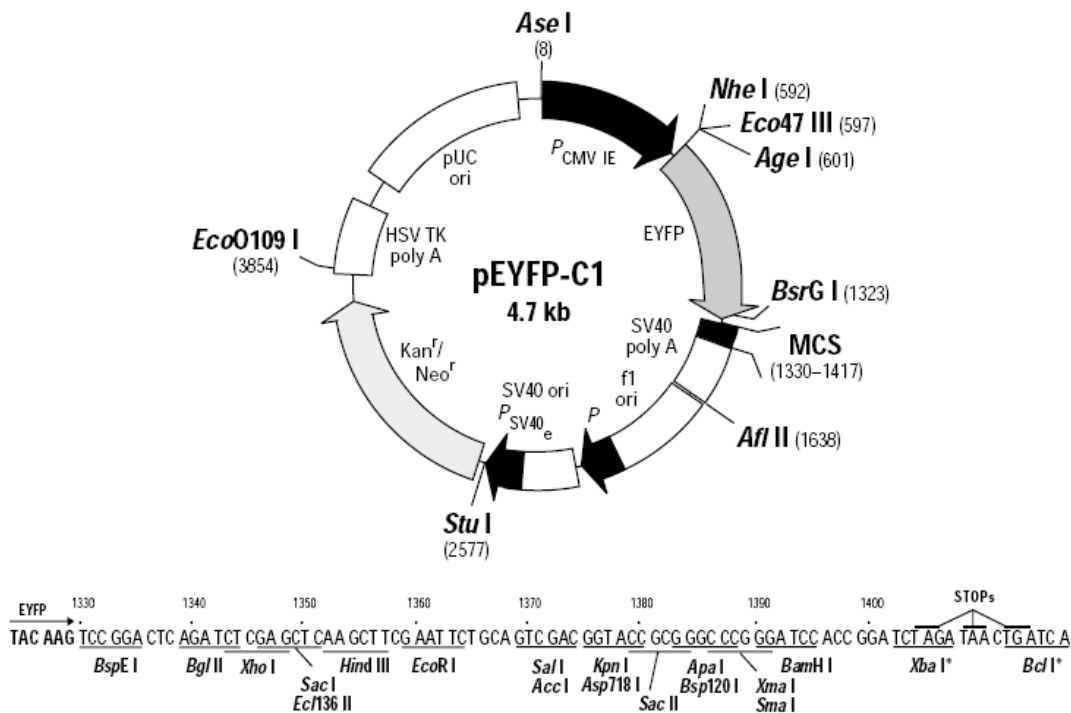 Ase I
(8)
Nhe I (592)
Eco47 III (597)
Age I (601)
PCMV IE
pUC
ori
EYFP
HSV TK
poly A
EcoO109 I
(3854)
pEYFP-C1
4.7 kb
BsrG I (1323)
MCS
(1330–1417)
SV40
poly A
f1
ori
Kanr/
Neor
SV40 ori
PSV40e
P
Afl II (1638)
Stu I
(2577)
EYFP 1330 1340 1350 1360 1370 1380 1390 1400 STOPs
TAC AAG TCC GGA CTC AGA TCT CGA GCT CAA GCT TCG AAT TCT GCA GTC GAC GGT ACC GCG GGC CCG GGA TCC ACC GGA TCT AGA TAA CTG ATC A
BspE I Bgl II Xho I Hind III EcoR I Sal I Kpn I Apa I BamH I Xba I* Bcl I*
Sac I Acc I Asp718 I Bsp120 I Xma I
Ecl136 II Sac II Sma I